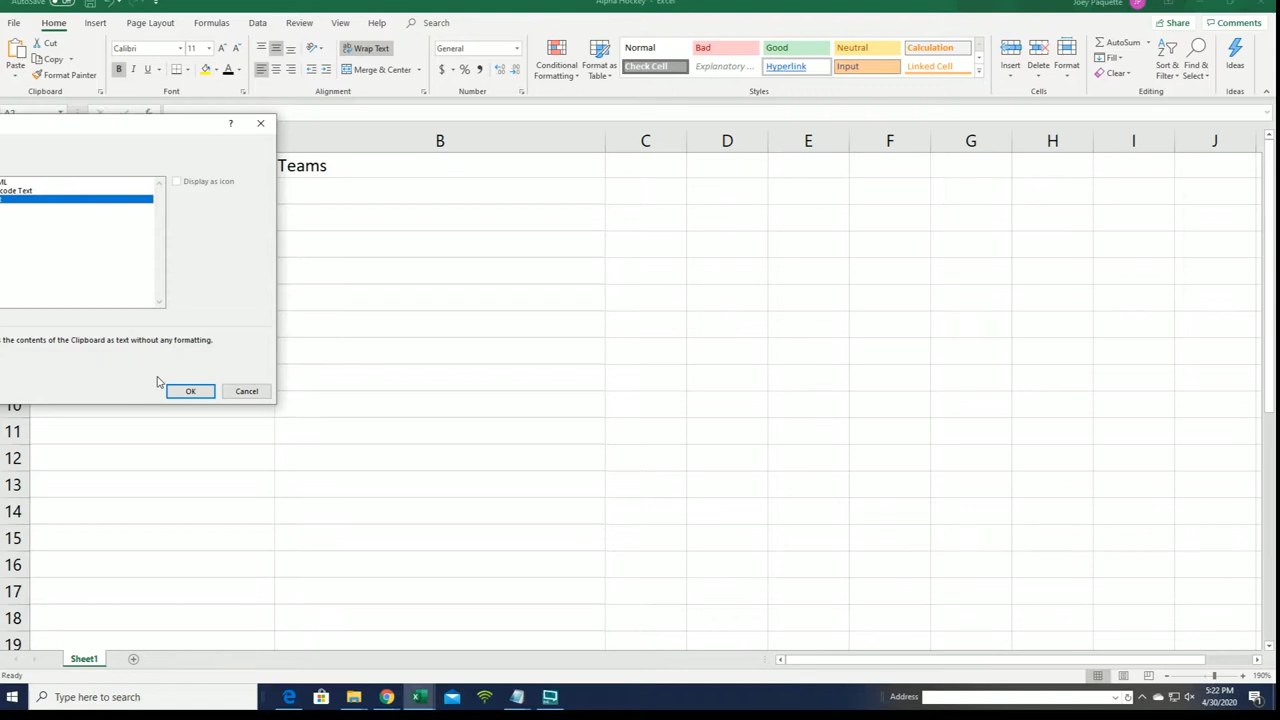 AutoSave Off Alpha Hockey - Excel Joey Paquette JP
File Home Insert Page Layout Formulas Data Review View Help Search Share Comments
Paste Cut Copy Format Painter Clipboard
Calibri 11 Font
Wrap Text Merge & Center Alignment
General $ % Number
Conditional Formatting Format as Table
Normal Bad Good Neutral Calculation
Check Cell Explanatory ... Hyperlink Input Linked Cell
Styles
Insert Delete Format Cells
AutoSum Fill Clear Sort & Filter Find & Select Editing
Ideas Ideas
? ×
B C D E F G H I J
Teams
ML
code Text
Display as icon
the contents of the Clipboard as text without any formatting.
OK Cancel
10
11
12
13
14
15
16
17
18
19
Sheet1
Ready 190%
Type here to search Address 5:22 PM
4/30/2020